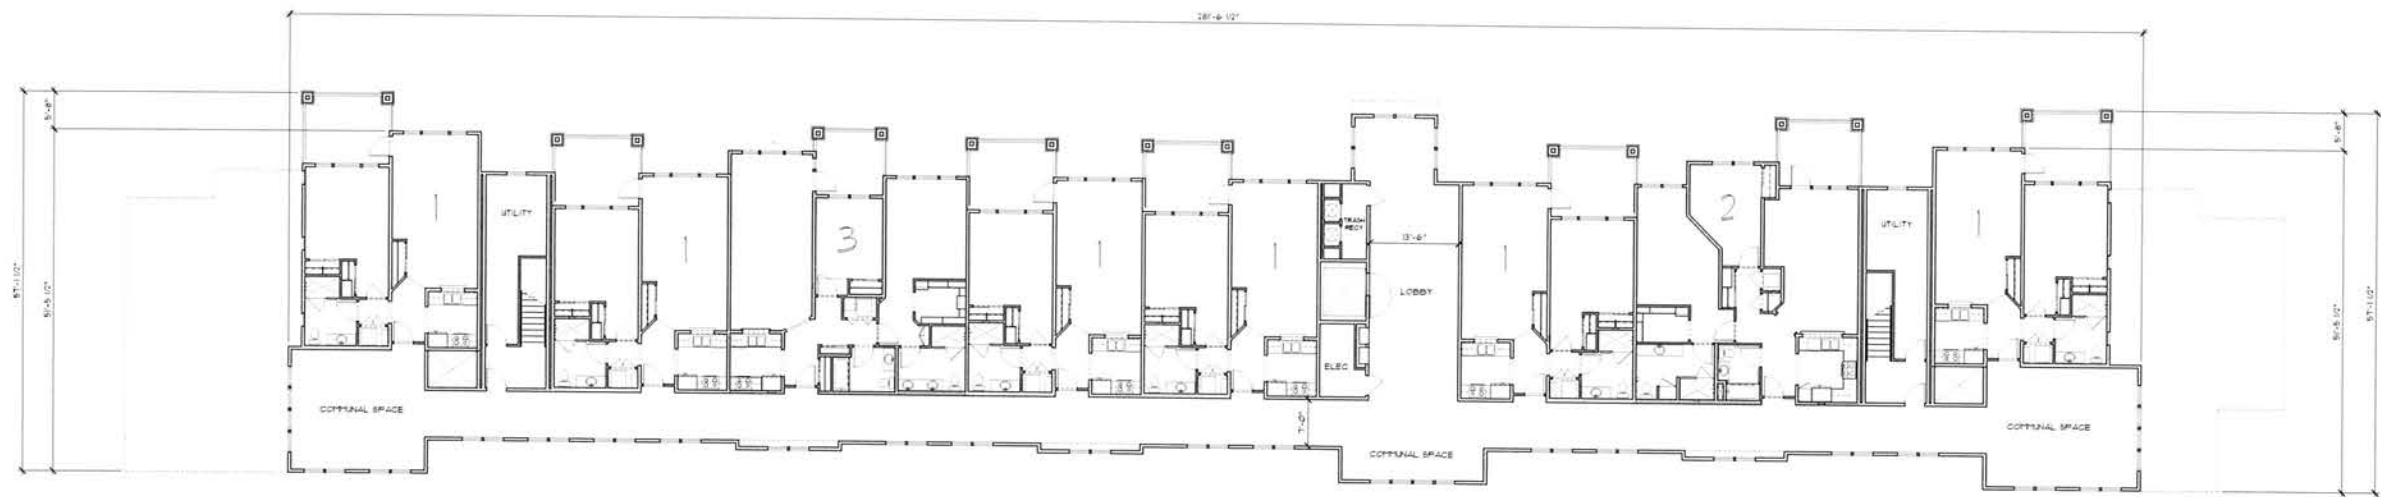 281'-6 1/2"
5'-8"
5'-8"
57'-1 1/2"
51'-5 1/2"
51'-5 1/2"
57'-1 1/2"
1
UTILITY
1
3
1
1
TRASH
RECY
13'-6"
LOBBY
ELEC
1
2
UTILITY
1
COMMUNAL SPACE
7'-0"
COMMUNAL SPACE
COMMUNAL SPACE